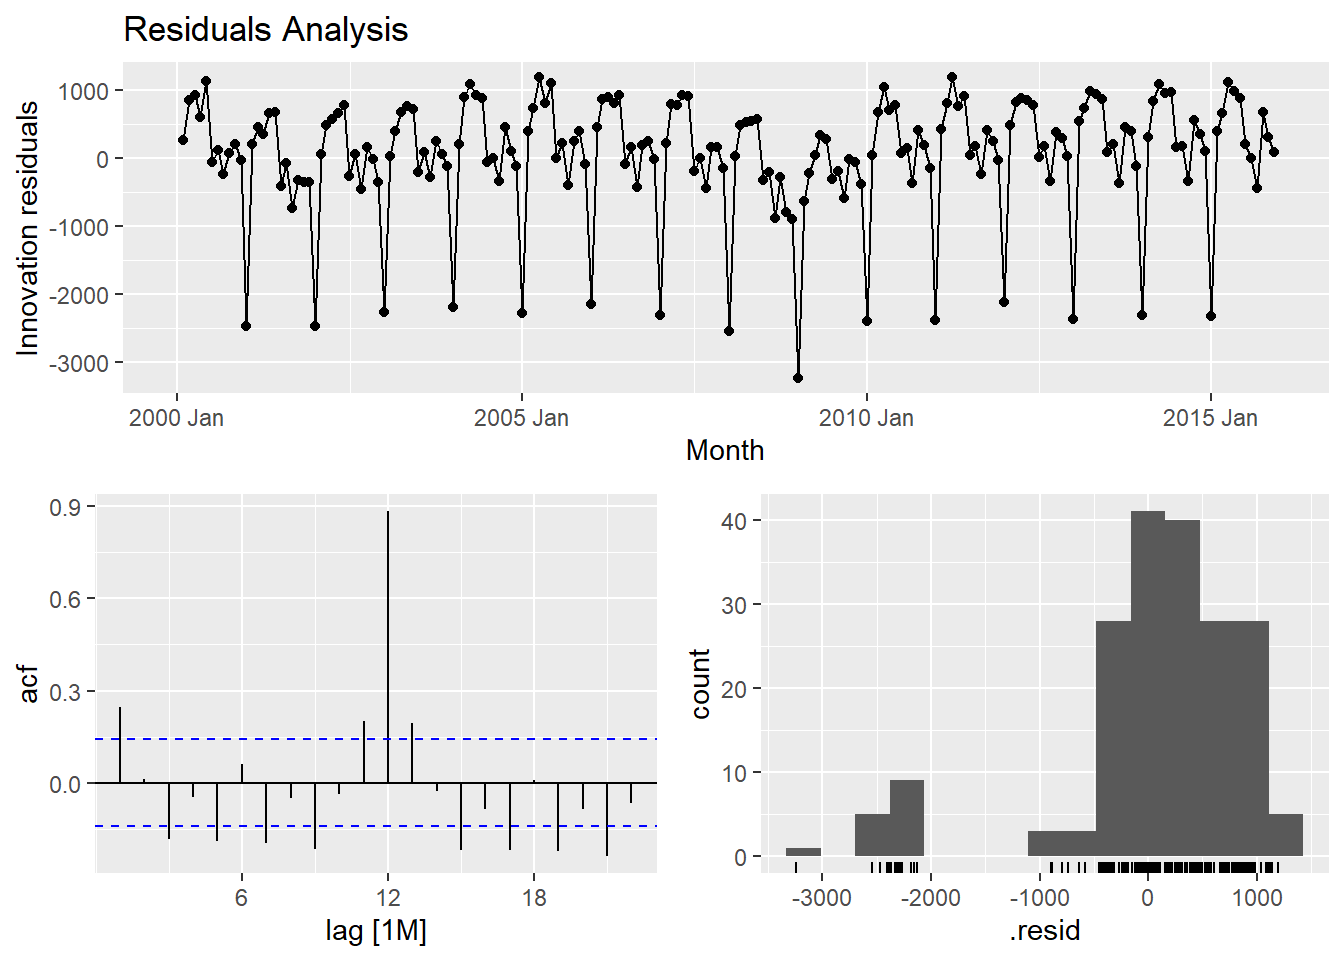 Residuals Analysis
Innovation residuals
1000
0
-1000
-2000
-3000
2000 Jan
2005 Jan
2010 Jan
2015 Jan
Month
acf
0.9
0.6
0.3
0.0
6
12
18
lag [1M]
count
40
30
20
10
0
-3000
-2000
-1000
0
1000
.resid